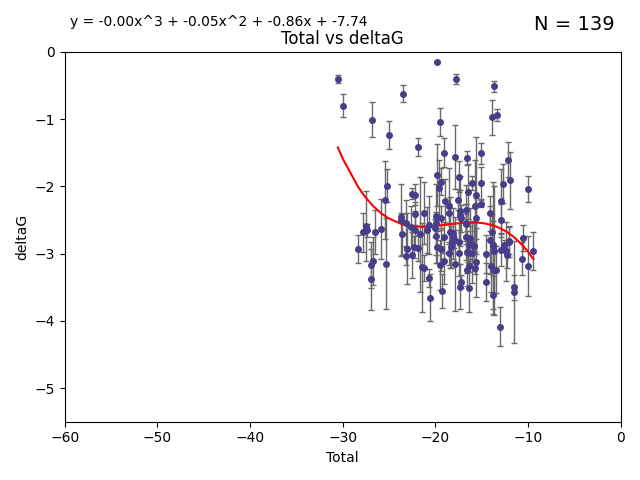 y = -0.00x^3 + -0.05x^2 + -0.86x + -7.74
N = 139
Total vs deltaG
0
−1
−2
−3
−4
−5
deltaG
−60 −50 −40 −30 −20 −10 0
Total